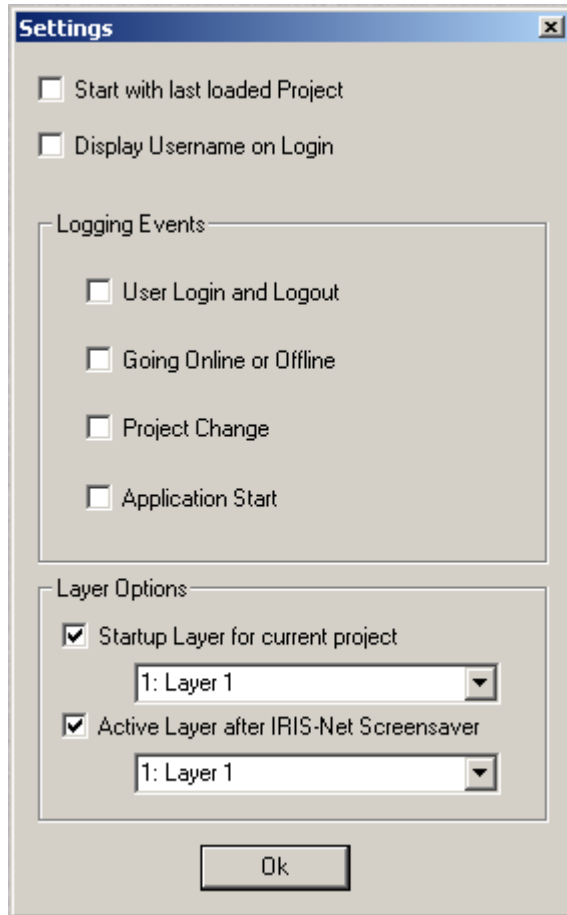 Settings
Start with last loaded Project
Display Username on Login
Logging Events
User Login and Logout
Going Online or Offline
Project Change
Application Start
Layer Options
Startup Layer for current project
1: Layer 1
Active Layer after IRIS-Net Screensaver
1: Layer 1
Ok